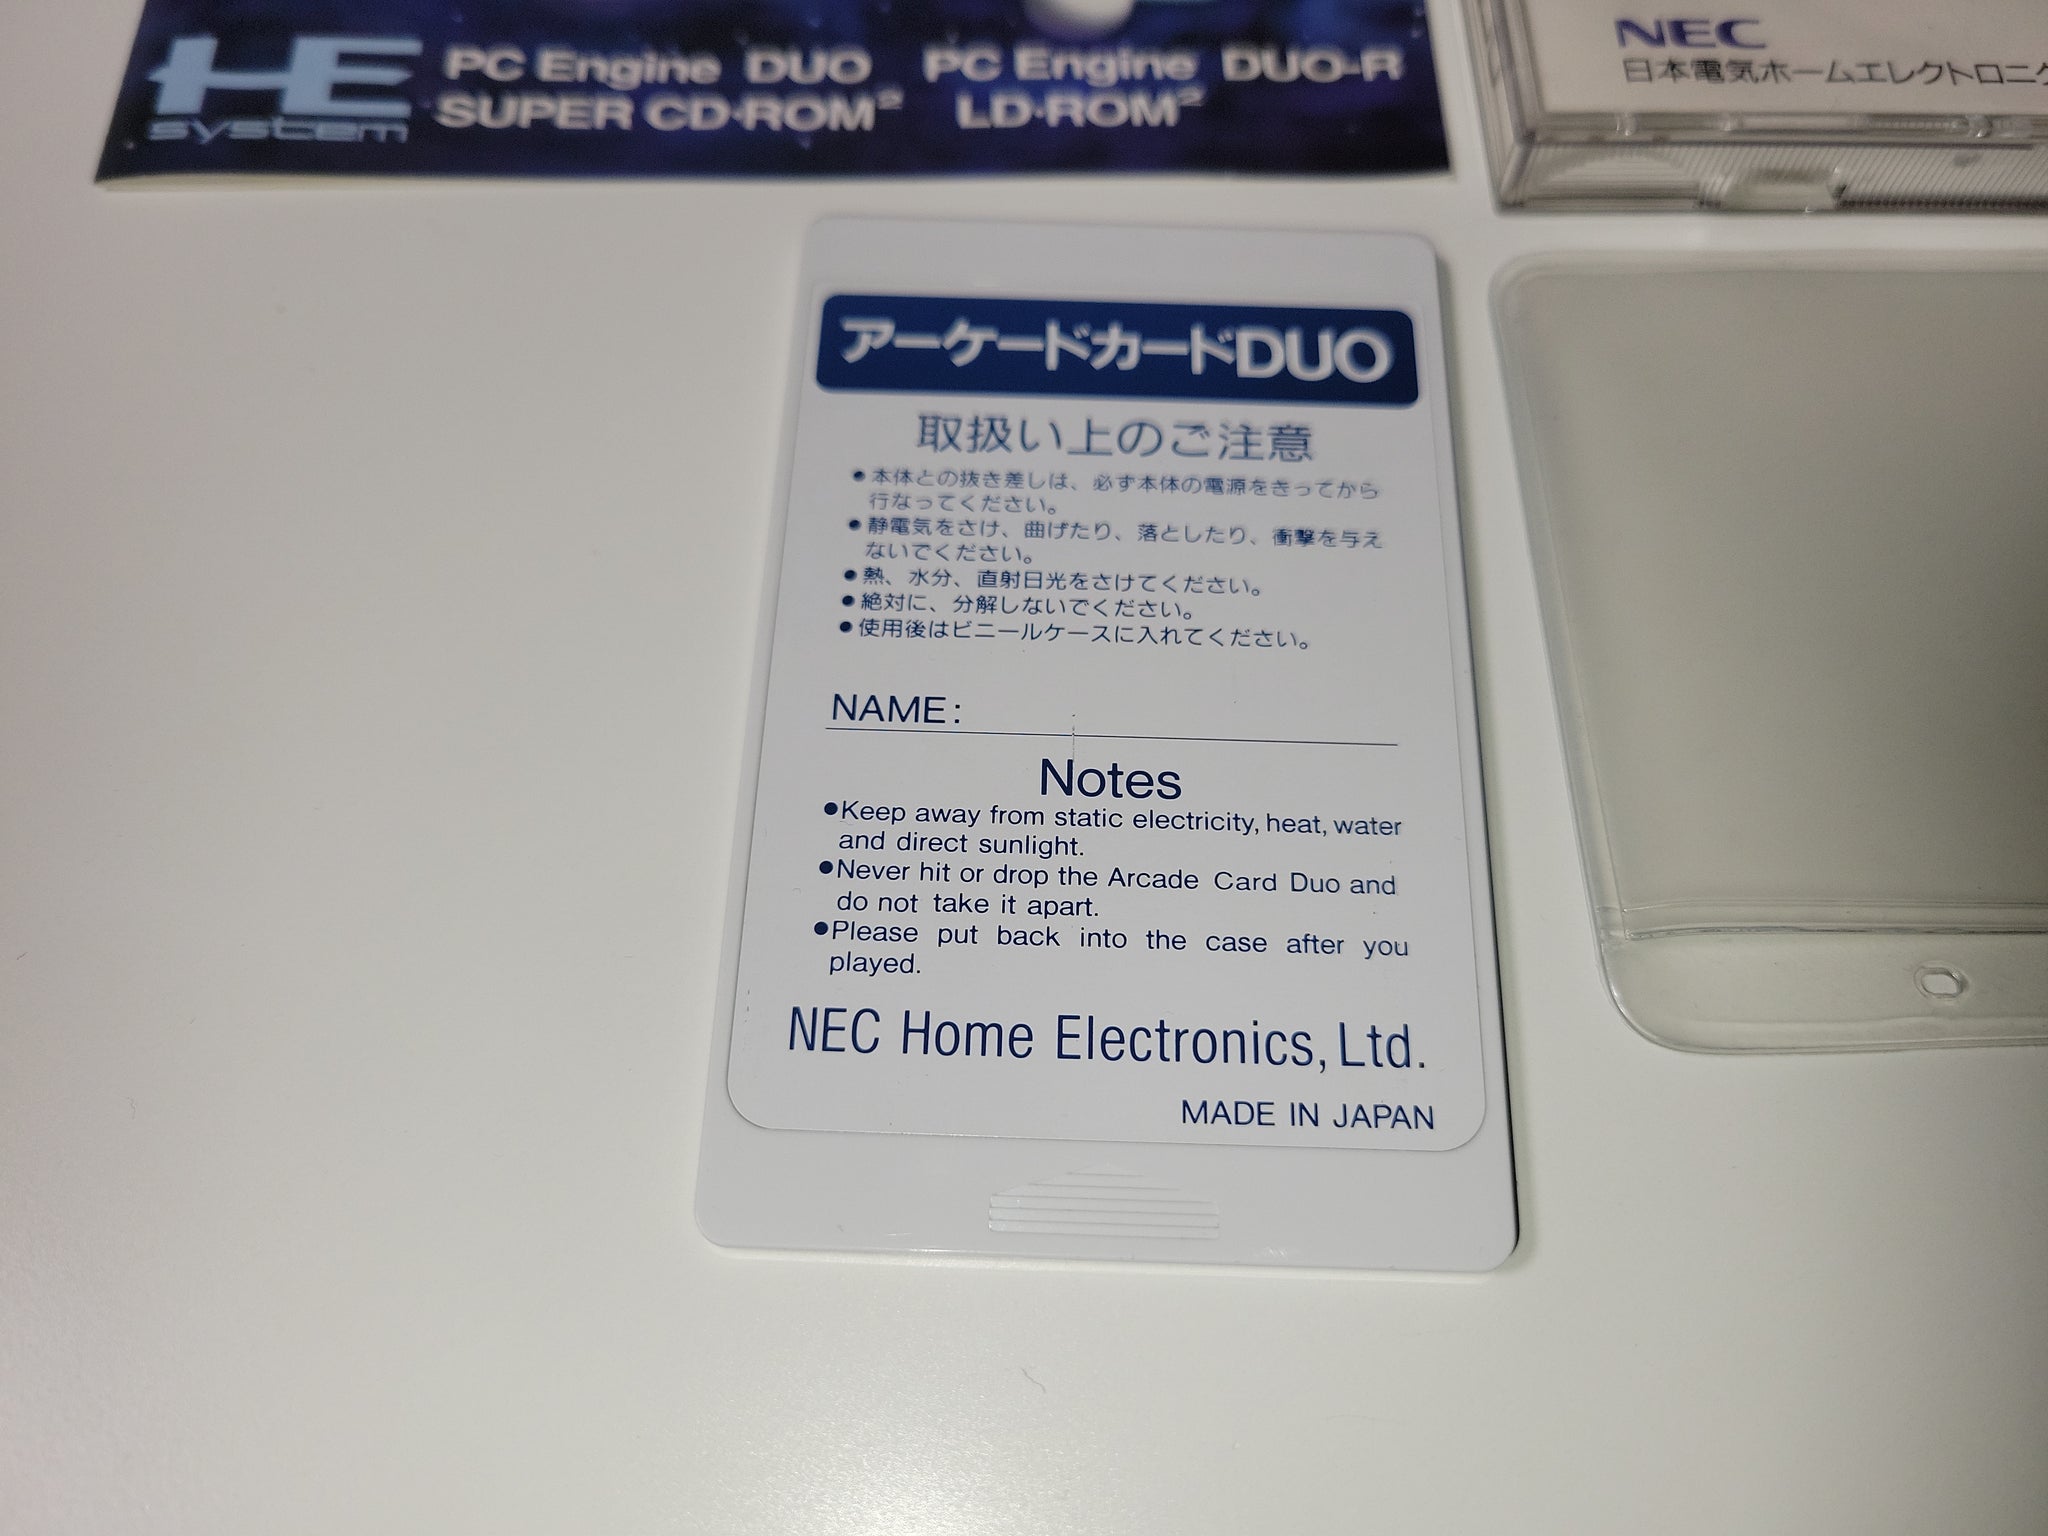 HE
system
PC Engine DUO
SUPER CD-ROM²
PC Engine DUO-R
LD-ROM²
NEC
日本電気ホームエレクトロニク
アーケードカードDUO
取扱い上のご注意
●本体との抜き差しは、必ず本体の電源をきってから
行なってください。
●静電気をさけ、曲げたり、落としたり、衝撃を与え
ないでください。
●熱、水分、直射日光をさけてください。
●絶対に、分解しないでください。
●使用後はビニールケースに入れてください。
NAME:
Notes
●Keep away from static electricity, heat, water
and direct sunlight.
●Never hit or drop the Arcade Card Duo and
do not take it apart.
●Please put back into the case after you
played.
NEC Home Electronics, Ltd.
MADE IN JAPAN